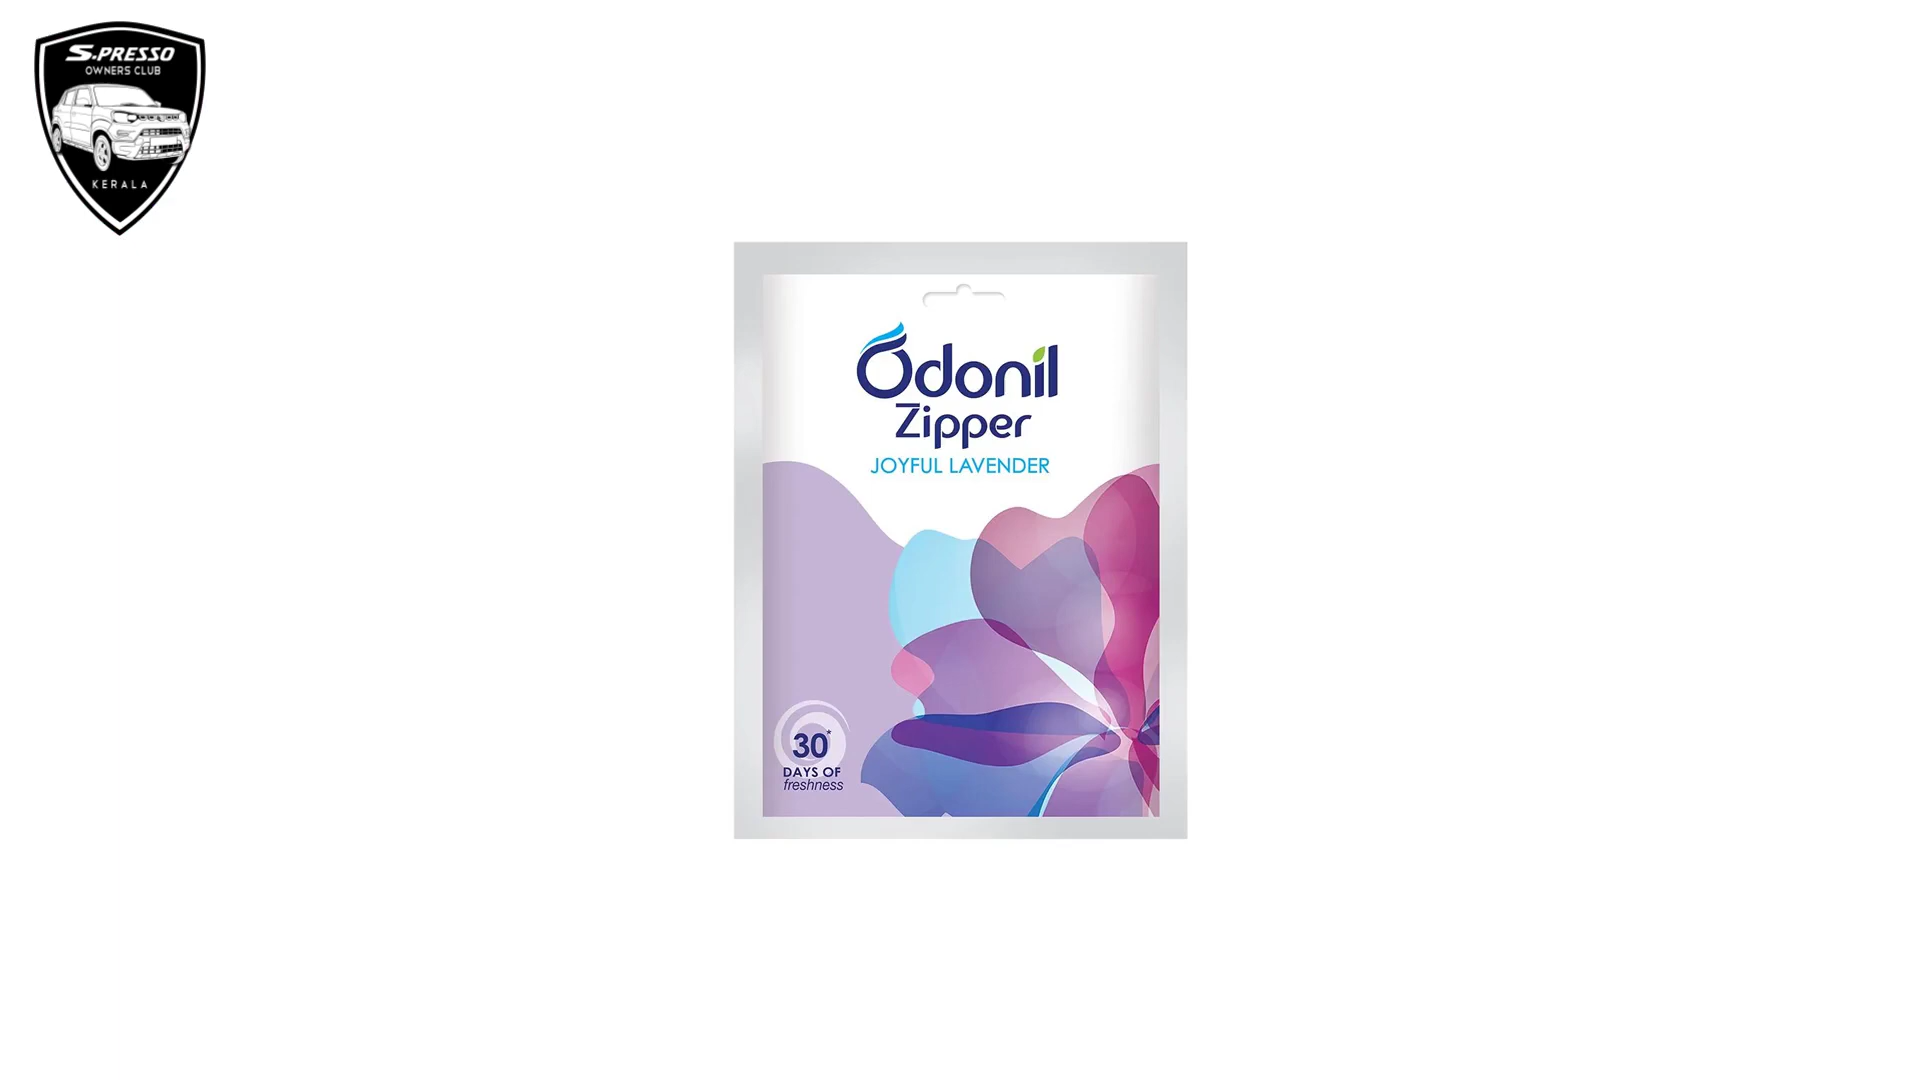 S.PRESSO
OWNERS CLUB
KERALA
Odonil
Zipper
JOYFUL LAVENDER
30*
DAYS OF
freshness